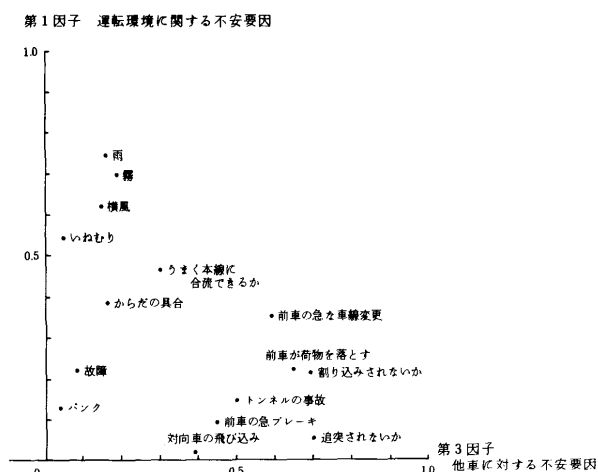 第1因子 運転環境に関する不安要因
1.0
雨
霧
横風
いねむり
0.5
うまく本線に
合流できるか
からだの具合
前車の急な車線変更
前車が荷物を落とす
故障
割り込みされないか
トンネルの事故
パンク
前車の急ブレーキ
対向車の飛び込み
追突されないか
第3因子
0
0.5
1.0
他車に対する不安要因